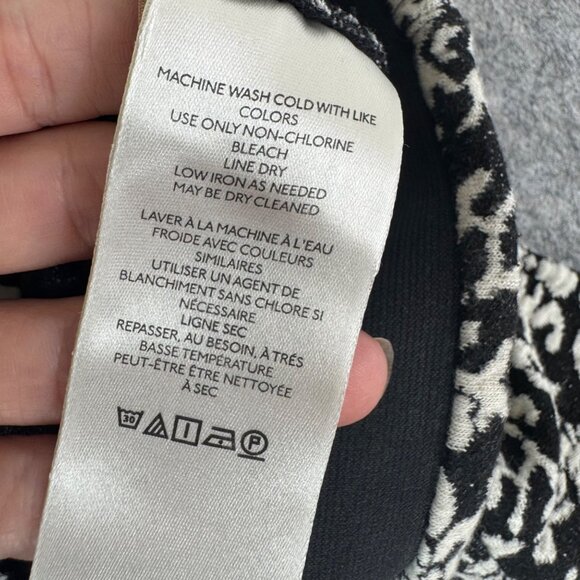 MACHINE WASH COLD WITH LIKE
COLORS
USE ONLY NON-CHLORINE
BLEACH
LINE DRY
LOW IRON AS NEEDED
MAY BE DRY CLEANED
LAVER À LA MACHINE À L'EAU
FROIDE AVEC COULEURS
SIMILAIRES
UTILISER UN AGENT DE
BLANCHIMENT SANS CHLORE SI
NÉCESSAIRE
LIGNE SEC
REPASSER, AU BESOIN, À TRÉS
BASSE TEMPÉRATURE
PEUT-ÊTRE ÊTRE NETTOYÉE
À SEC
30 P